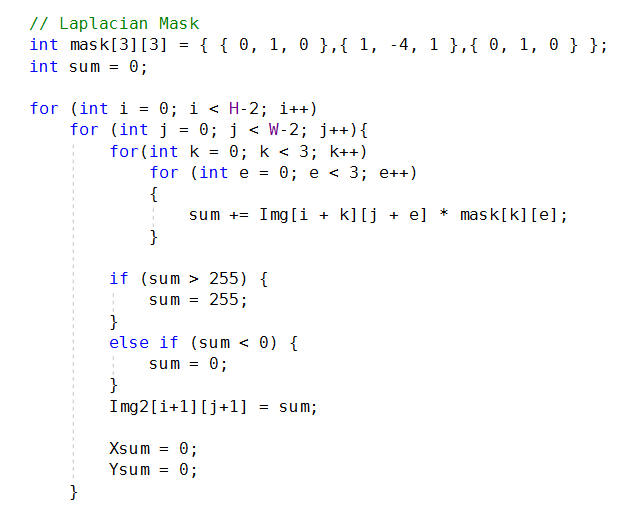 // Laplacian Mask
int mask[3][3] = { { 0, 1, 0 },{ 1, -4, 1 },{ 0, 1, 0 } };
int sum = 0;

for (int i = 0; i < H-2; i++)
    for (int j = 0; j < W-2; j++){
        for(int k = 0; k < 3; k++)
            for (int e = 0; e < 3; e++)
            {
                sum += Img[i + k][j + e] * mask[k][e];
            }

        if (sum > 255) {
            sum = 255;
        }
        else if (sum < 0) {
            sum = 0;
        }
        Img2[i+1][j+1] = sum;

        Xsum = 0;
        Ysum = 0;
    }